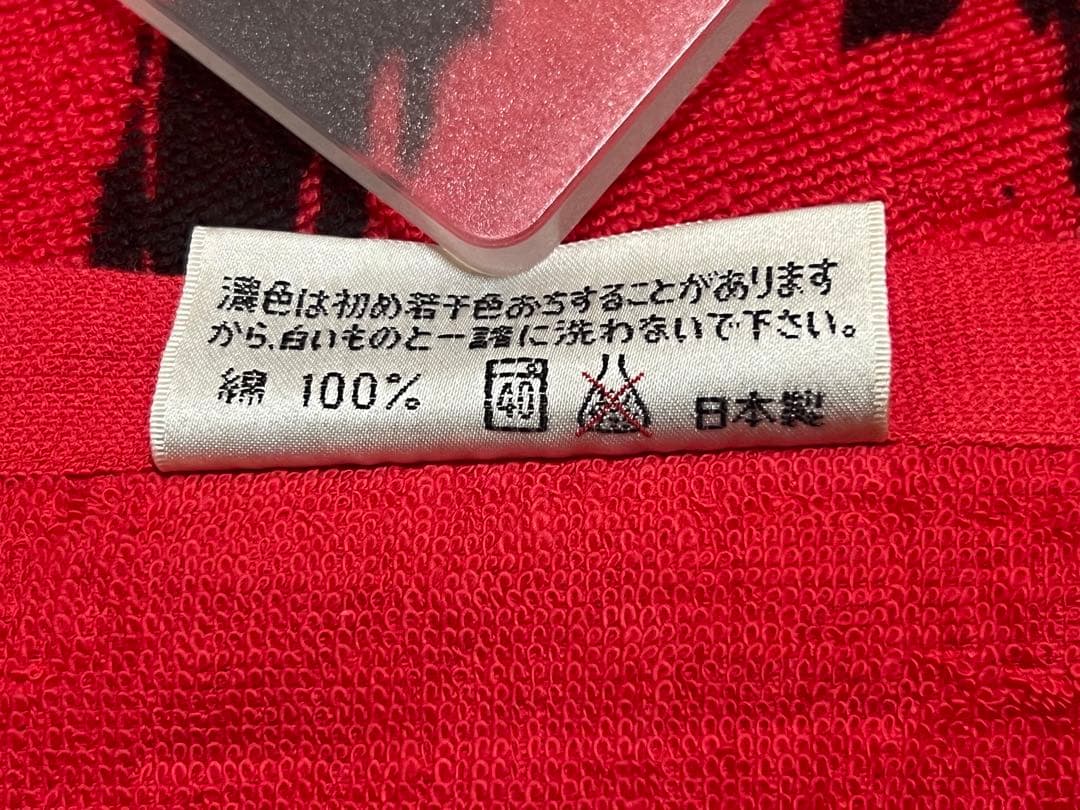 濃色は初め若干色おちすることがあります
から、白いものと一諸に洗わないで下さい。
綿 100% 40 日本製